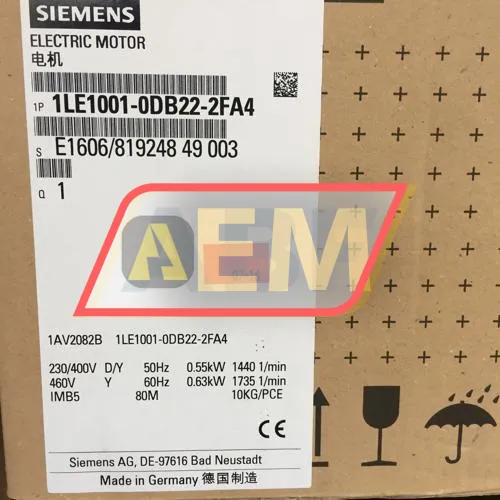 SIEMENS
ELECTRIC MOTOR
电机
1P 1LE1001-0DB22-2FA4
S E1606/819248 49 003
Q 1
AEM
1AV2082B 1LE1001-0DB22-2FA4
230/400V D/Y 50Hz 0.55kW 1440 1/min
460V Y 60Hz 0.63kW 1735 1/min
IMB5 80M 10KG/PCE
CE
Siemens AG, DE-97616 Bad Neustadt
Made in Germany 德国制造